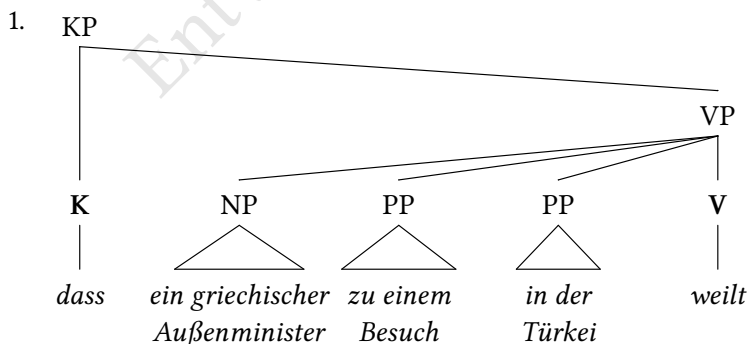 1. KP
VP
K NP PP PP V
dass ein griechischer zu einem in der weilt
Außenminister Besuch Türkei